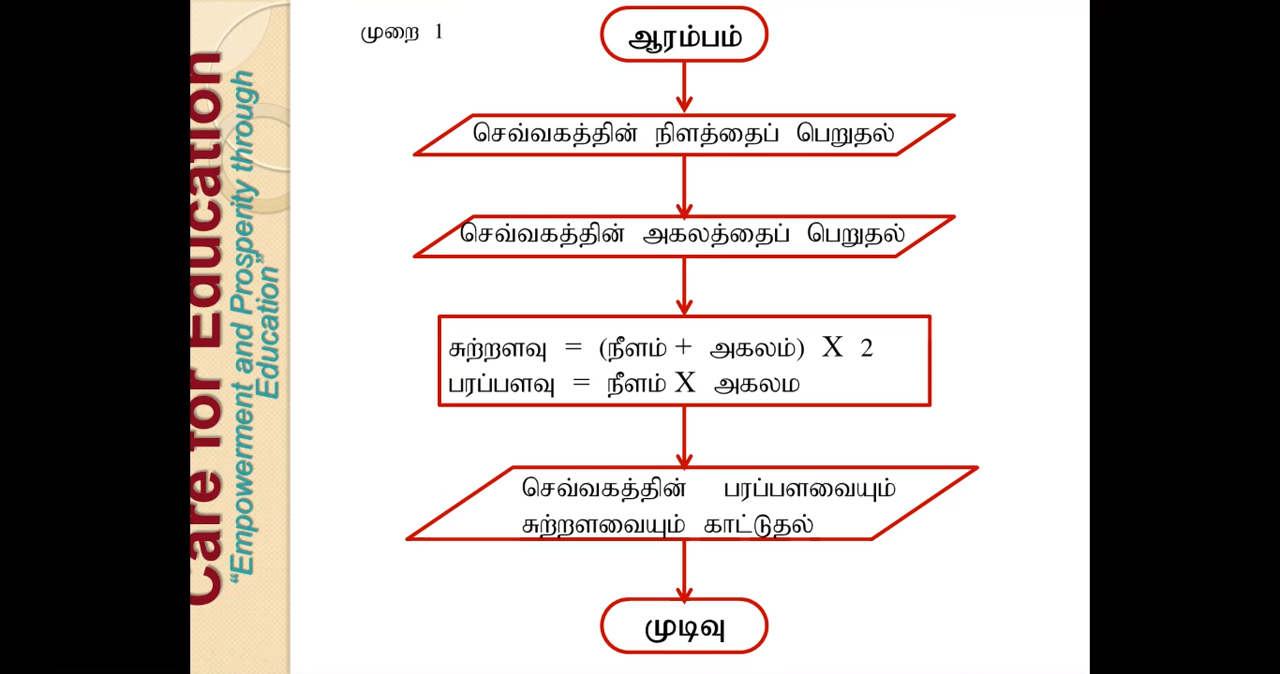 முறை 1
ஆரம்பம்
செவ்வகத்தின் நிளத்தைப் பெறுதல்
செவ்வகத்தின் அகலத்தைப் பெறுதல்
சுற்றளவு = (நீளம் + அகலம்) X 2
பரப்பளவு = நீளம் X அகலம
செவ்வகத்தின் பரப்பளவையும்
சுற்றளவையும் காட்டுதல்
முடிவு
Care for Education
“Empowerment and Prosperity through
Education”